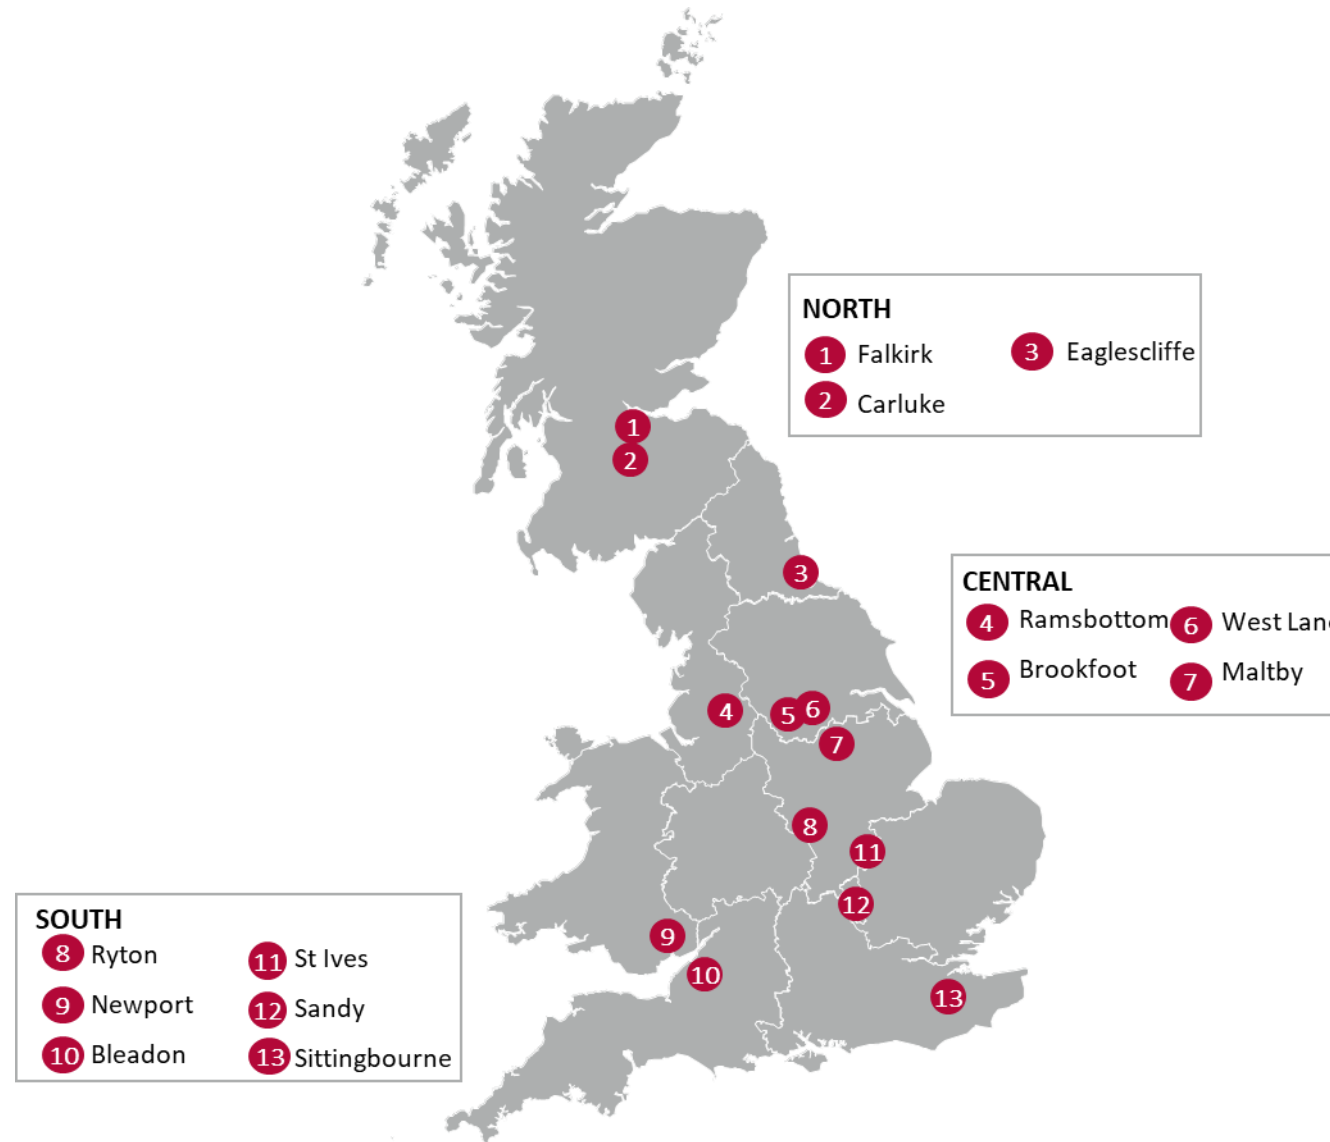 NORTH
1 Falkirk
3 Eaglescliffe
2 Carluke
1
2
3
CENTRAL
4 Ramsbottom
6 West Lan
5 Brookfoot
7 Maltby
4
5
6
7
8
11
12
9
10
13
SOUTH
8 Ryton
11 St Ives
9 Newport
12 Sandy
10 Bleadon
13 Sittingbourne